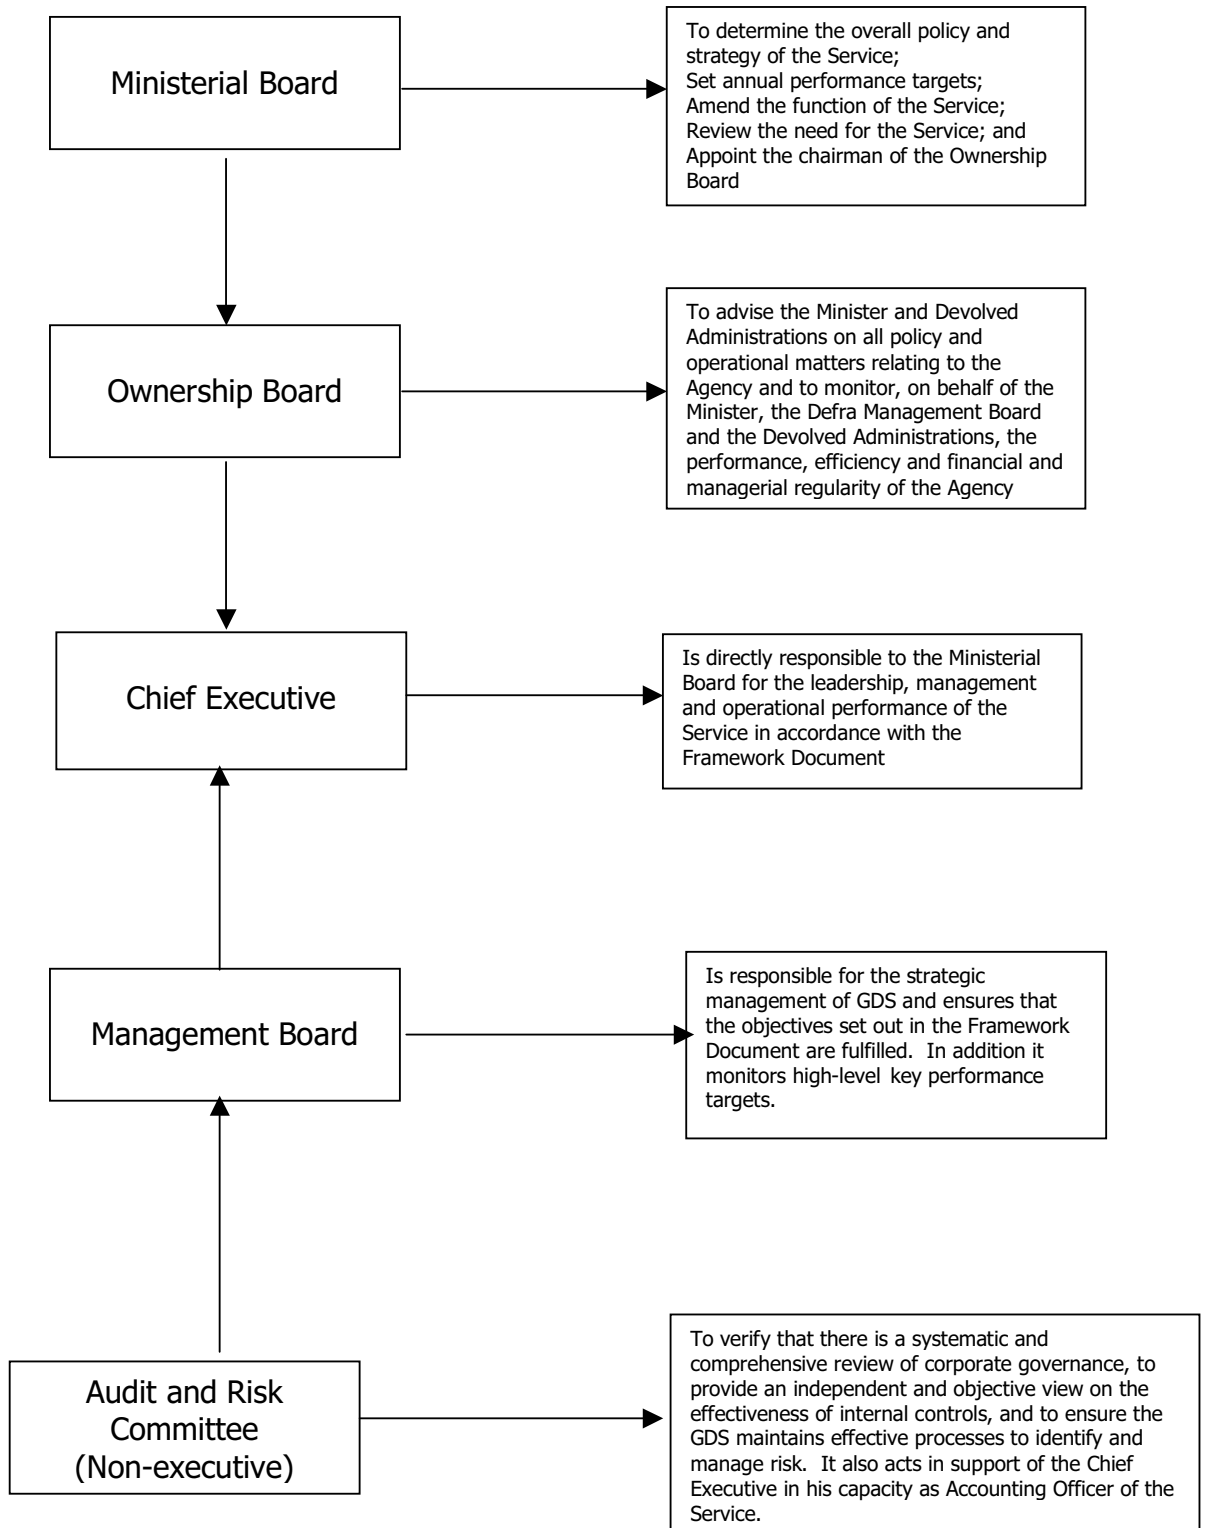 Ministerial Board
To determine the overall policy and
strategy of the Service;
Set annual performance targets;
Amend the function of the Service;
Review the need for the Service; and
Appoint the chairman of the Ownership
Board
Ownership Board
To advise the Minister and Devolved
Administrations on all policy and
operational matters relating to the
Agency and to monitor, on behalf of the
Minister, the Defra Management Board
and the Devolved Administrations, the
performance, efficiency and financial and
managerial regularity of the Agency
Chief Executive
Is directly responsible to the Ministerial
Board for the leadership, management
and operational performance of the
Service in accordance with the
Framework Document
Management Board
Is responsible for the strategic
management of GDS and ensures that
the objectives set out in the Framework
Document are fulfilled. In addition it
monitors high-level key performance
targets.
Audit and Risk
Committee
(Non-executive)
To verify that there is a systematic and
comprehensive review of corporate governance, to
provide an independent and objective view on the
effectiveness of internal controls, and to ensure the
GDS maintains effective processes to identify and
manage risk. It also acts in support of the Chief
Executive in his capacity as Accounting Officer of the
Service.